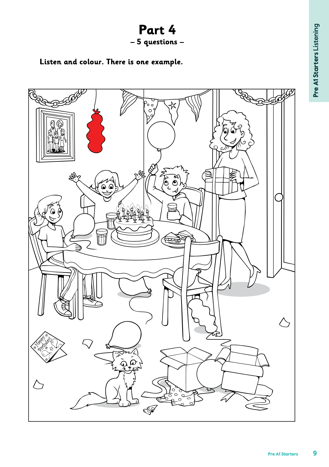 Part 4
– 5 questions –
Listen and colour. There is one example.
Pre A1 Starters Listening
Pre A1 Starters
9